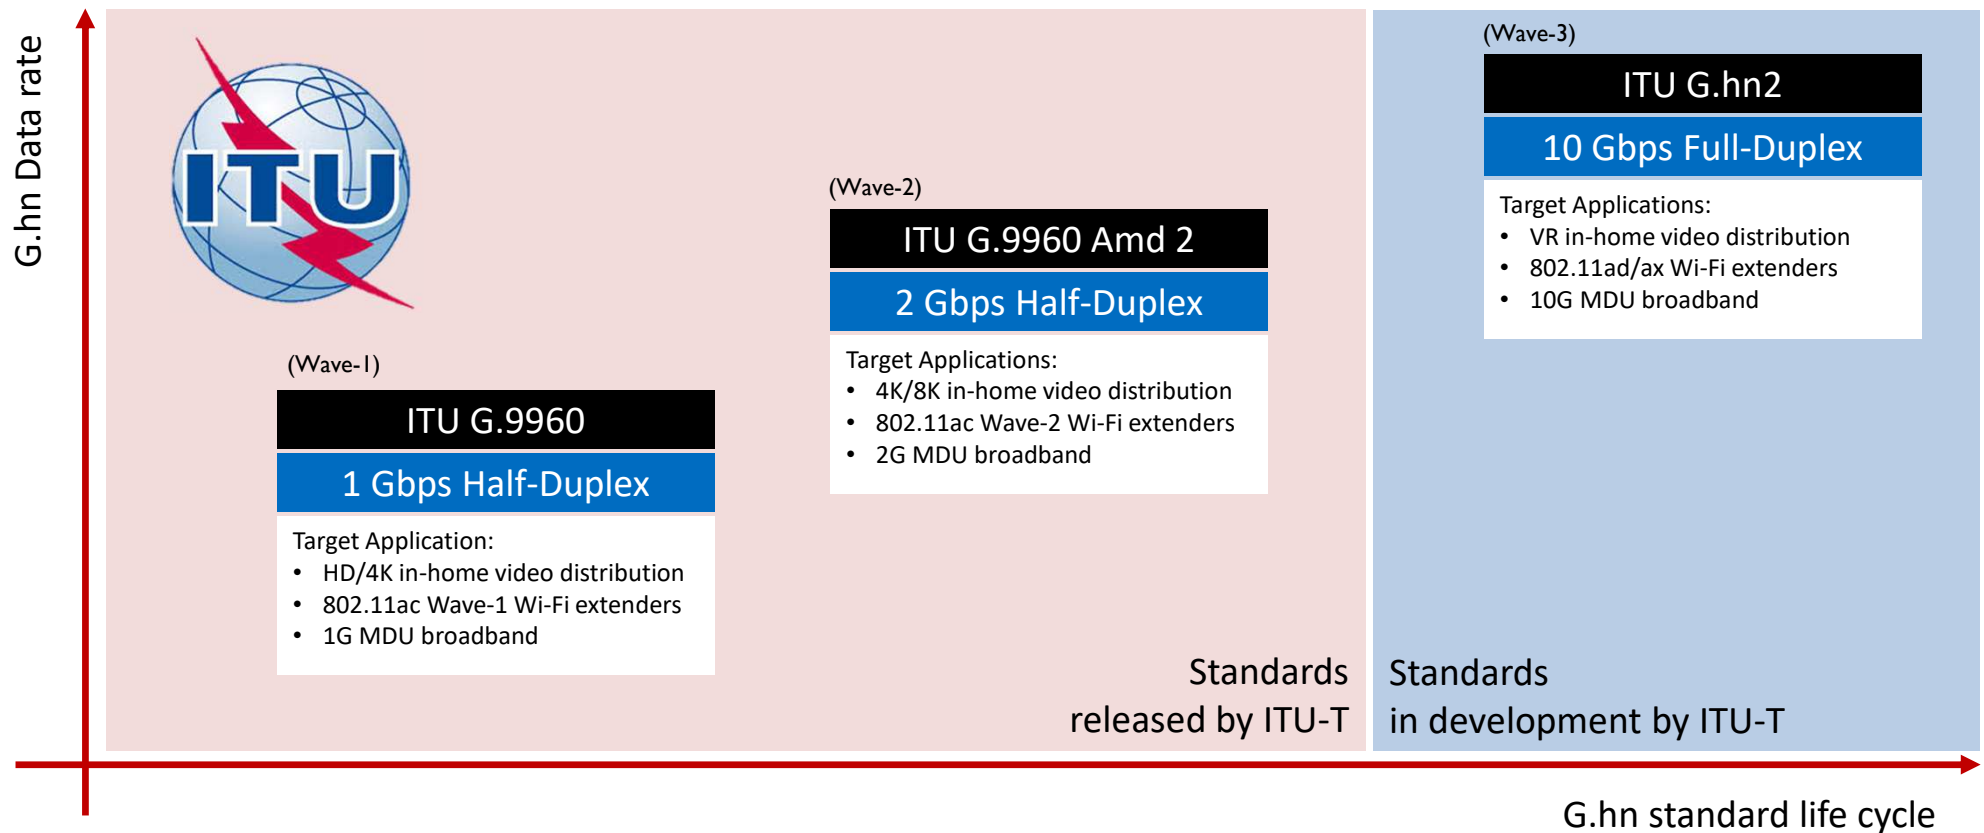 G.hn Data rate
ITU
(Wave-1)
ITU G.9960
1 Gbps Half-Duplex
Target Application:
• HD/4K in-home video distribution
• 802.11ac Wave-1 Wi-Fi extenders
• 1G MDU broadband
(Wave-2)
ITU G.9960 Amd 2
2 Gbps Half-Duplex
Target Applications:
• 4K/8K in-home video distribution
• 802.11ac Wave-2 Wi-Fi extenders
• 2G MDU broadband
(Wave-3)
ITU G.hn2
10 Gbps Full-Duplex
Target Applications:
• VR in-home video distribution
• 802.11ad/ax Wi-Fi extenders
• 10G MDU broadband
Standards
released by ITU-T
Standards
in development by ITU-T
G.hn standard life cycle